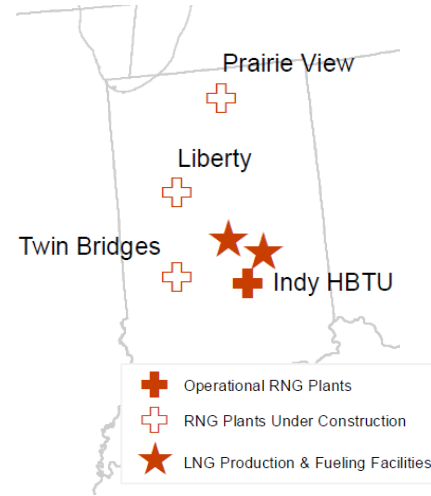 Prairie View
Liberty
Twin Bridges
Indy HBTU
Operational RNG Plants
RNG Plants Under Construction
LNG Production & Fueling Facilities